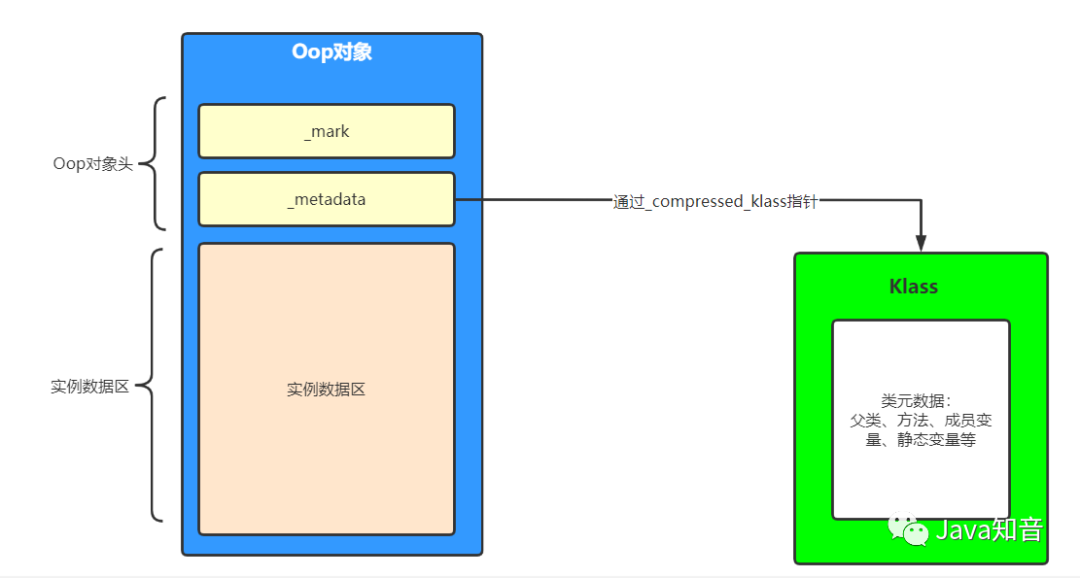 Oop对象
_mark
Oop对象头
_metadata
通过_compressed_klass指针
Klass
实例数据区
实例数据区
类元数据：
父类、方法、成员变
量、静态变量等
Java知音